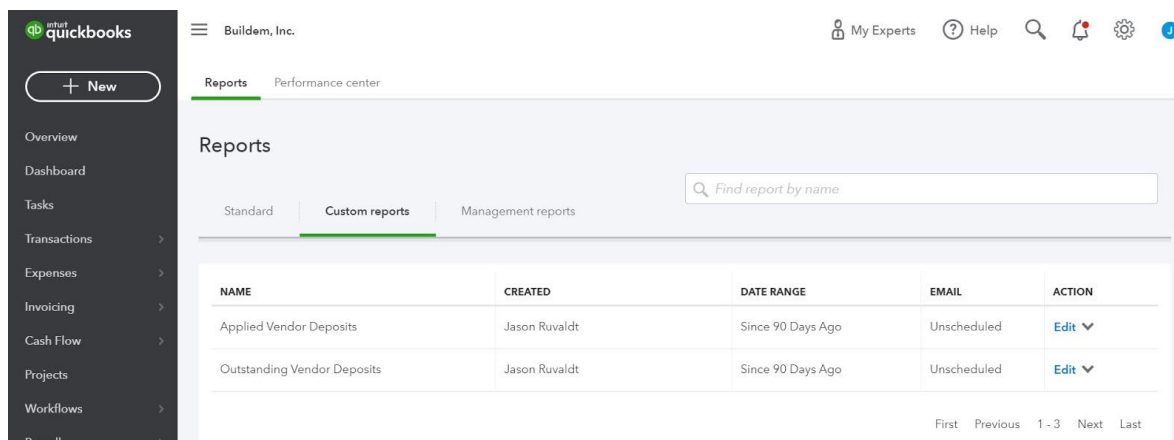 intuit
quickbooks
Buildem, Inc.
My Experts
Help
New
Reports
Performance center
Overview
Reports
Dashboard
Find report by name
Tasks
Standard
Custom reports
Management reports
Transactions
Expenses
NAME CREATED DATE RANGE EMAIL ACTION
Invoicing
Applied Vendor Deposits Jason Ruvaldt Since 90 Days Ago Unscheduled Edit
Cash Flow
Outstanding Vendor Deposits Jason Ruvaldt Since 90 Days Ago Unscheduled Edit
Projects
Workflows
First Previous 1 - 3 Next Last